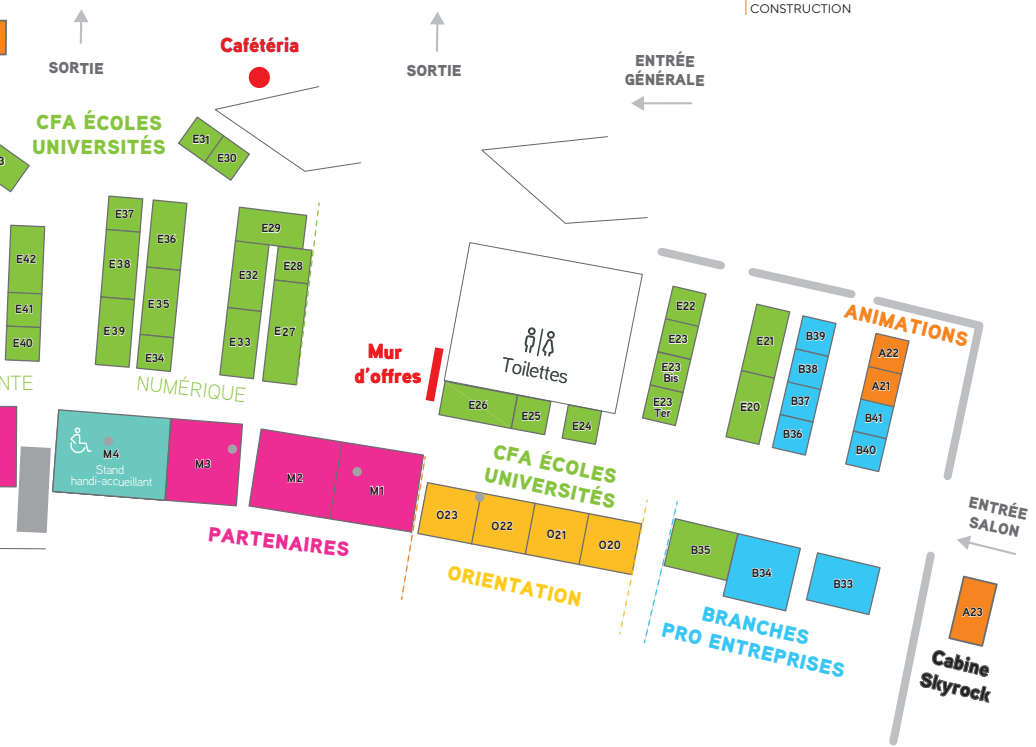 CONSTRUCTION
SORTIE
Cafétéria
SORTIE
ENTRÉE
GÉNÉRALE
CFA ÉCOLES
UNIVERSITÉS
E31
E30
3
E37
E38
E39
E36
E35
E34
E29
E32
E33
E28
E27
E42
E41
E40
NTE
NUMÉRIQUE
Mur
d'offres
Toilettes
E26
E25
E24
E22
E23
E23
Bis
E23
Ter
E21
E20
B39
B38
B37
B36
ANIMATIONS
A22
A21
B41
B40
M4
Stand
handi-accueillant
M3
M2
M1
PARTENAIRES
CFA ÉCOLES
UNIVERSITÉS
O23
O22
O21
O20
ORIENTATION
B35
B34
B33
BRANCHES
PRO ENTREPRISES
ENTRÉE
SALON
A23
Cabine
Skyrock